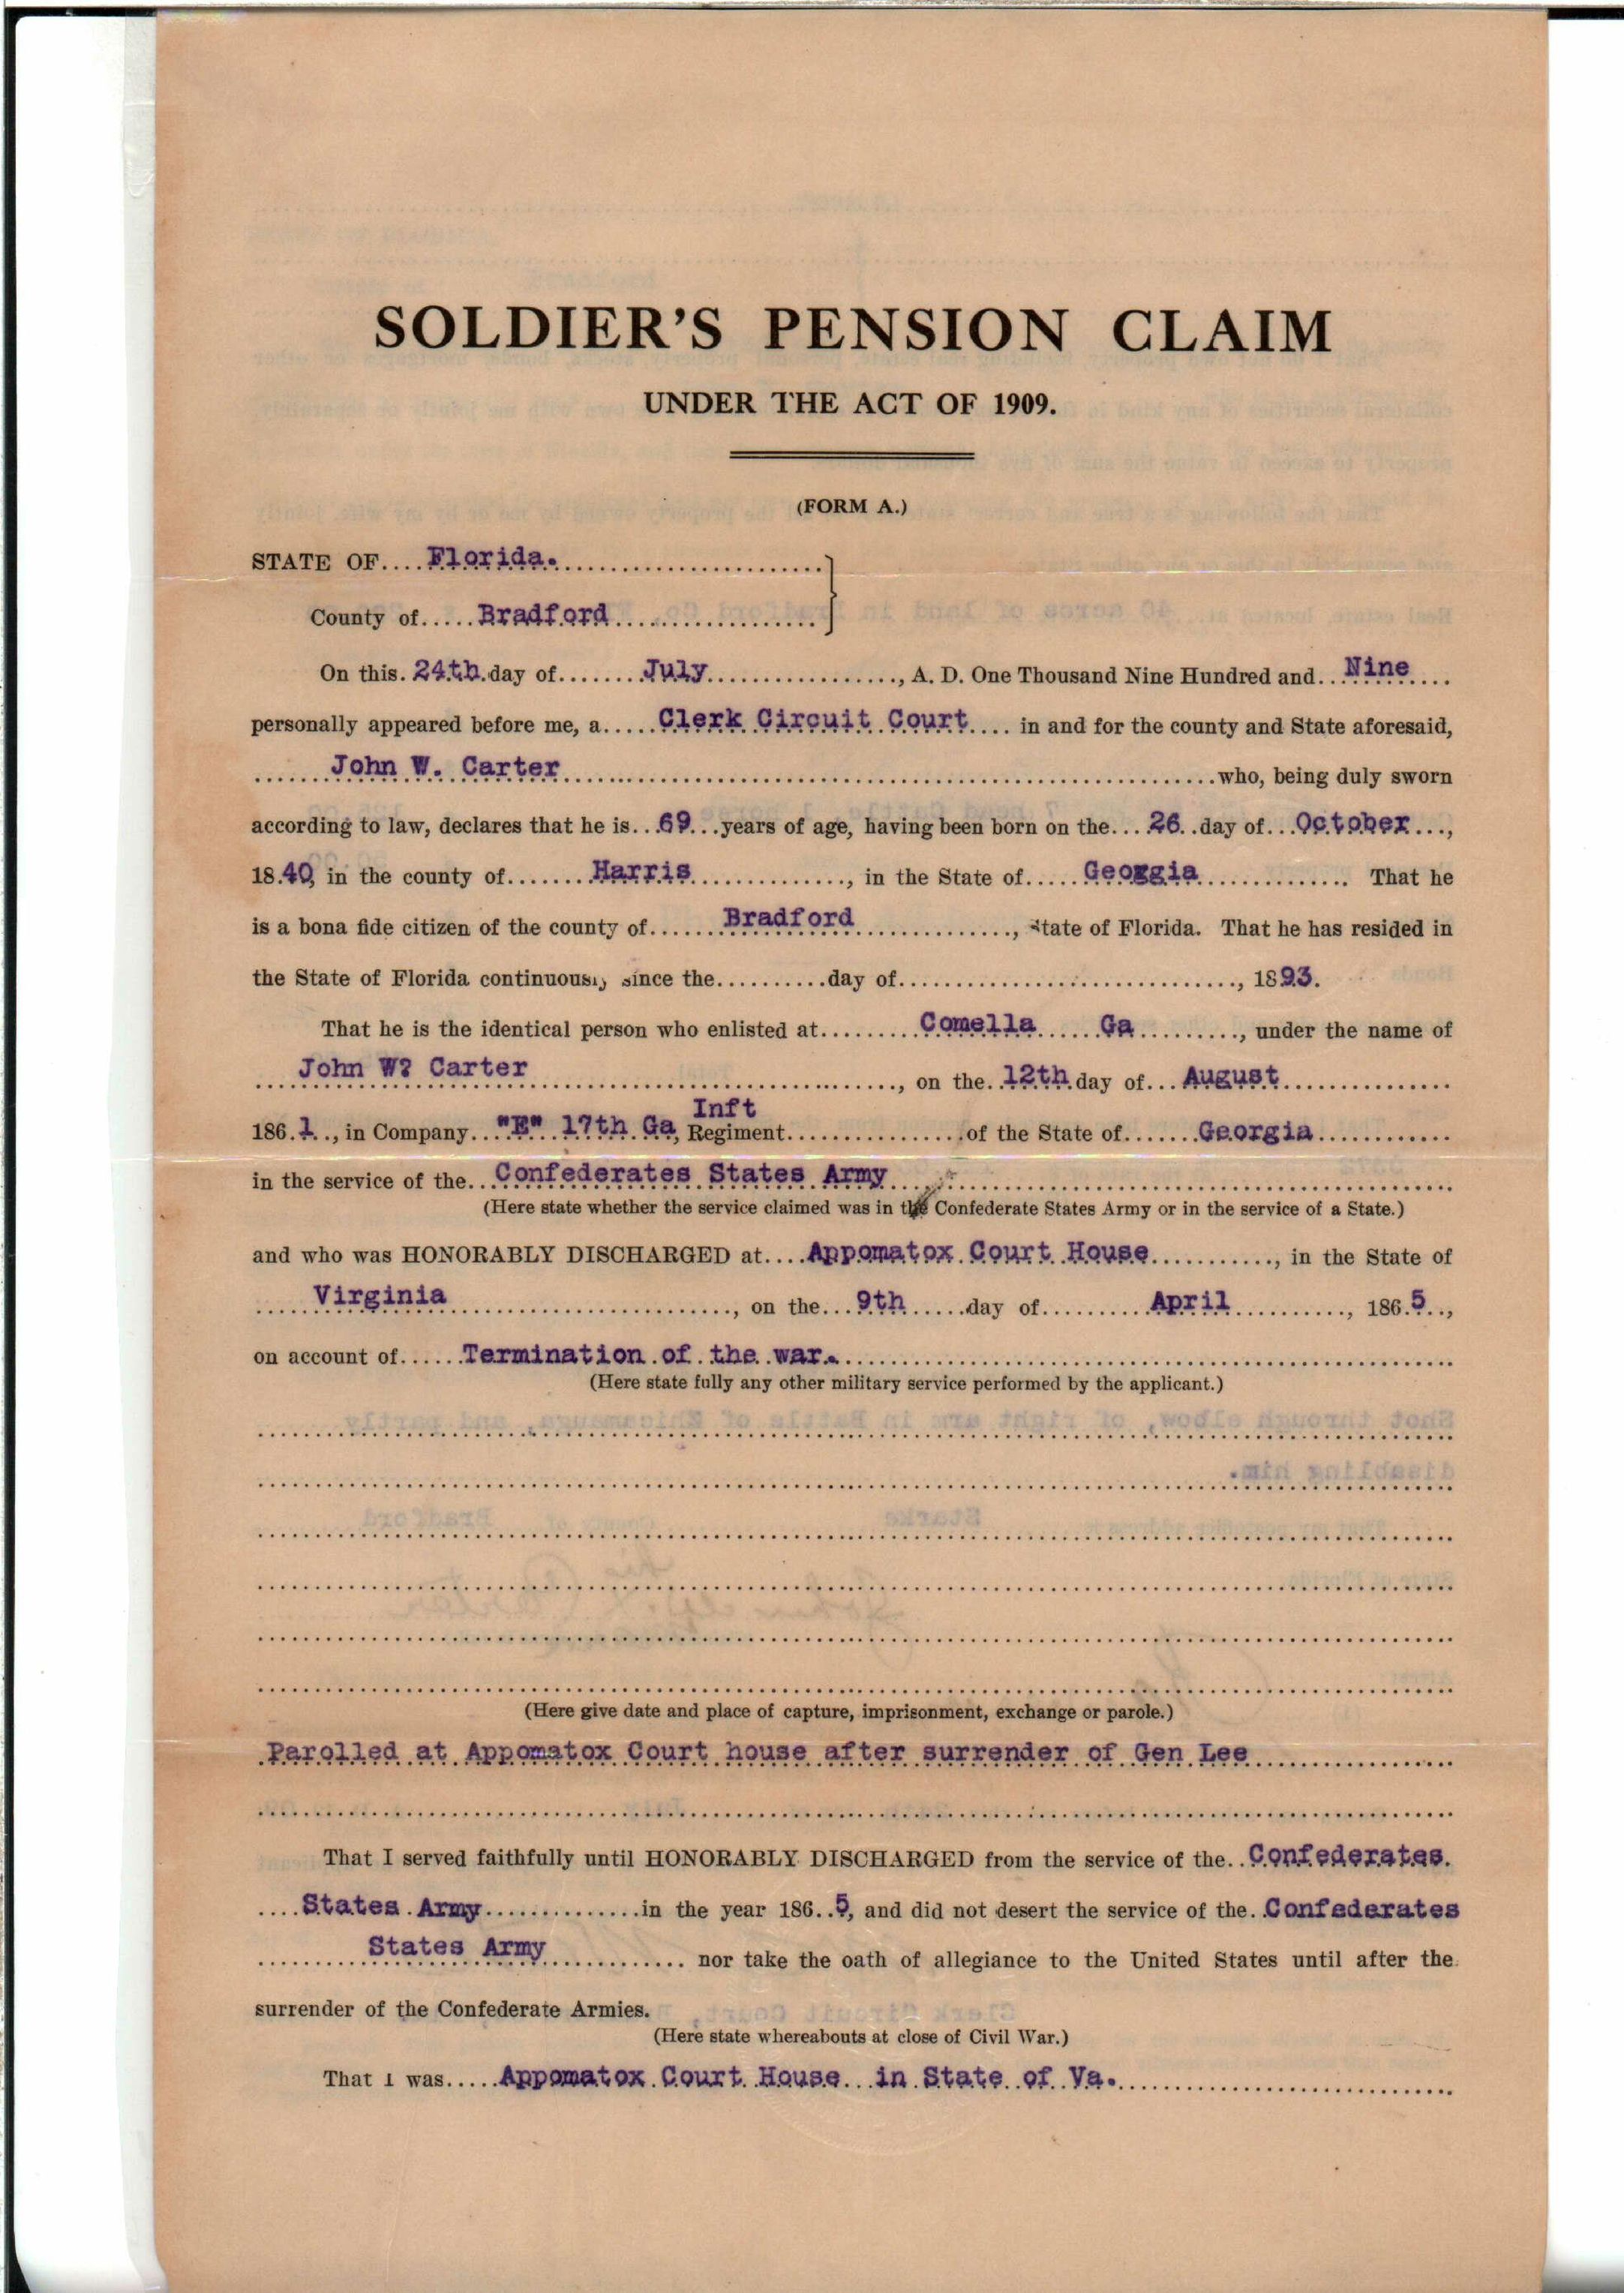 SOLDIER'S PENSION CLAIM
UNDER THE ACT OF 1909.
(FORM A.)
STATE OF....Florida.
County of.....Bradford
On this. 24th.day of........July................., A. D. One Thousand Nine Hundred and..Nine....
personally appeared before me, a.....Clerk Circuit Court.... in and for the county and State aforesaid,
.......John W. Carter.......who, being duly sworn
according to law, declares that he is...69...years of age, having been born on the....26..day of...October...,
18.40, in the county of........Harris.............., in the State of.....Georgia.............. That he
is a bona fide citizen of the county of.......Bradford.............., State of Florida. That he has resided in
the State of Florida continuously since the..........day of..............................., 1893.
That he is the identical person who enlisted at.........Comella......Ga........., under the name of
....John W? Carter...................................., on the..12th.day of...August...............
Inft
186.1.., in Company...."E"..17th Ga, Regiment.................of the State of.......Georgia............
in the service of the...Confederates States Army.....
(Here state whether the service claimed was in the Confederate States Army or in the service of a State.)
and who was HONORABLY DISCHARGED at....Appomatox Court House..........., in the State of
.....Virginia..........................., on the...9th......day of..........April..........., 186.5..,
on account of......Termination of the war.
(Here state fully any other military service performed by the applicant.)
(Here give date and place of capture, imprisonment, exchange or parole.)
.Parolled at Appomatox Court house after surrender of Gen Lee
That I served faithfully until HONORABLY DISCHARGED from the service of the..Confederates.
....States Army..............in the year 186..5, and did not desert the service of the..Confederates
States Army............. nor take the oath of allegiance to the United States until after the
surrender of the Confederate Armies.
(Here state whereabouts at close of Civil War.)
That I was.....Appomatox Court House...in State of Va.